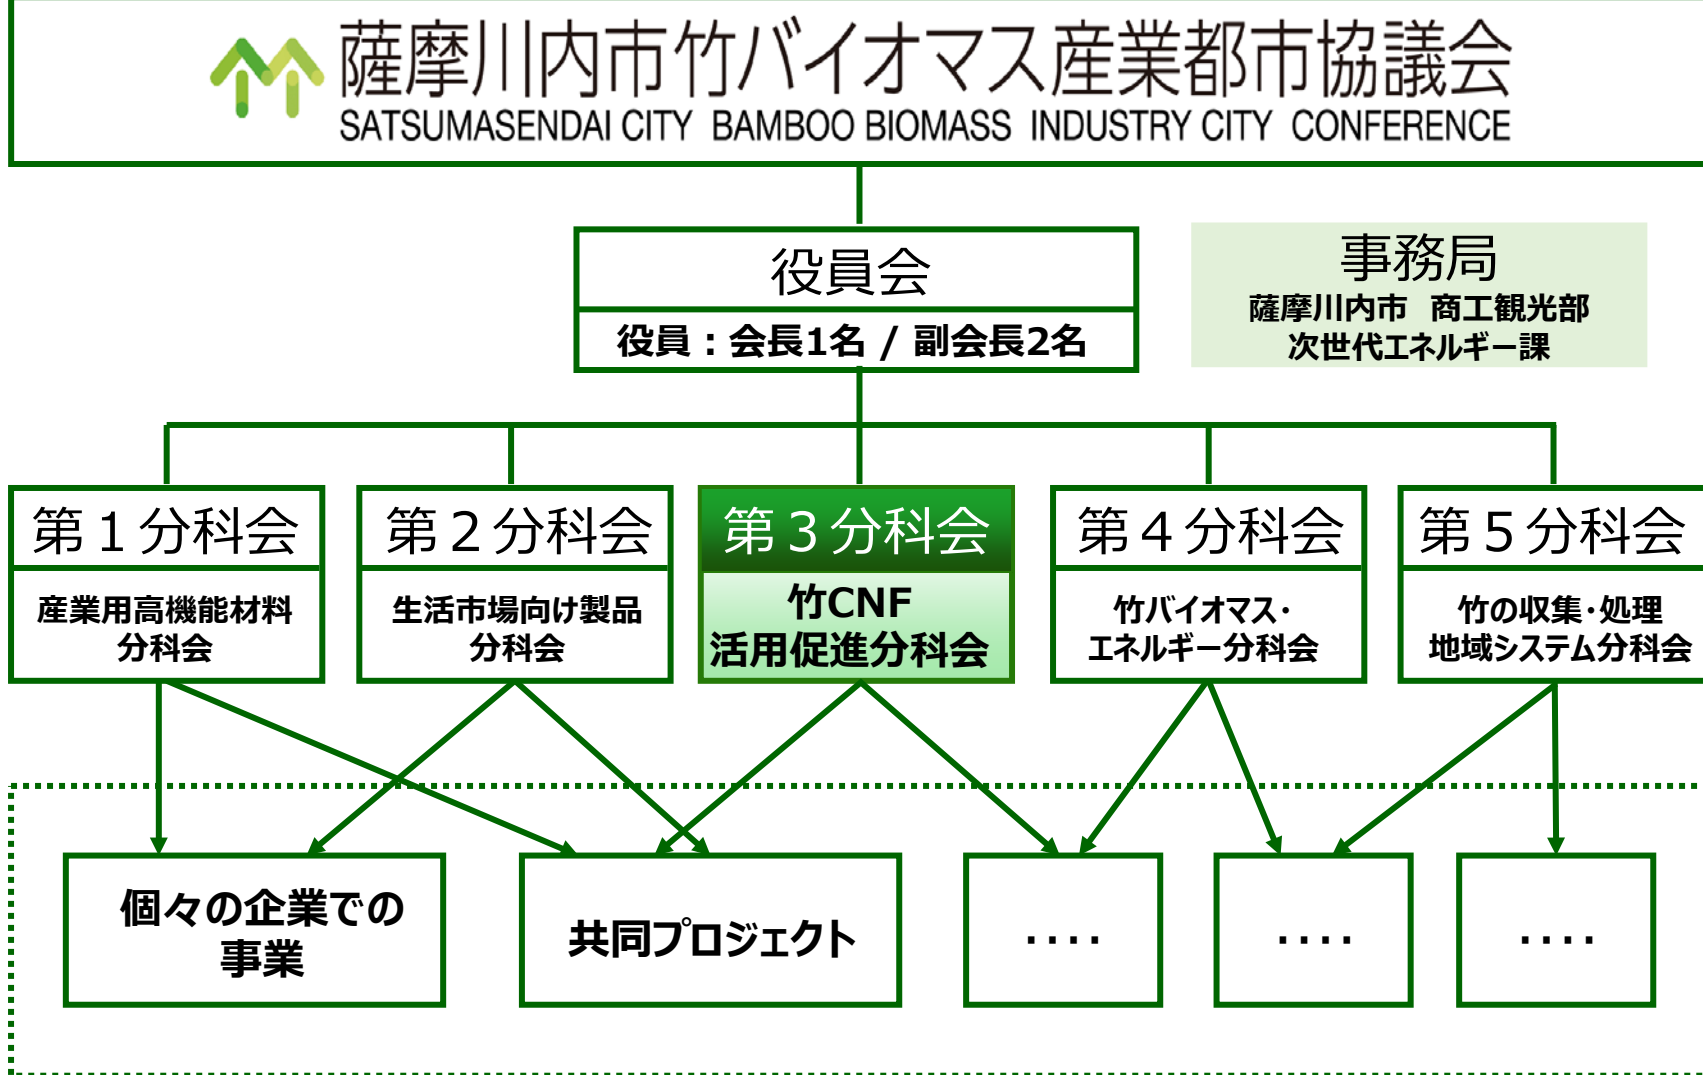 薩摩川内市竹バイオマス産業都市協議会
SATSUMASENDAI CITY BAMBOO BIOMASS INDUSTRY CITY CONFERENCE
役員会
役員：会長1名 / 副会長2名
事務局
薩摩川内市　商工観光部
次世代エネルギー課
第１分科会
産業用高機能材料
分科会
第２分科会
生活市場向け製品
分科会
第３分科会
竹CNF
活用促進分科会
第４分科会
竹バイオマス・
エネルギー分科会
第５分科会
竹の収集・処理
地域システム分科会
個々の企業での
事業
共同プロジェクト
････
････
････